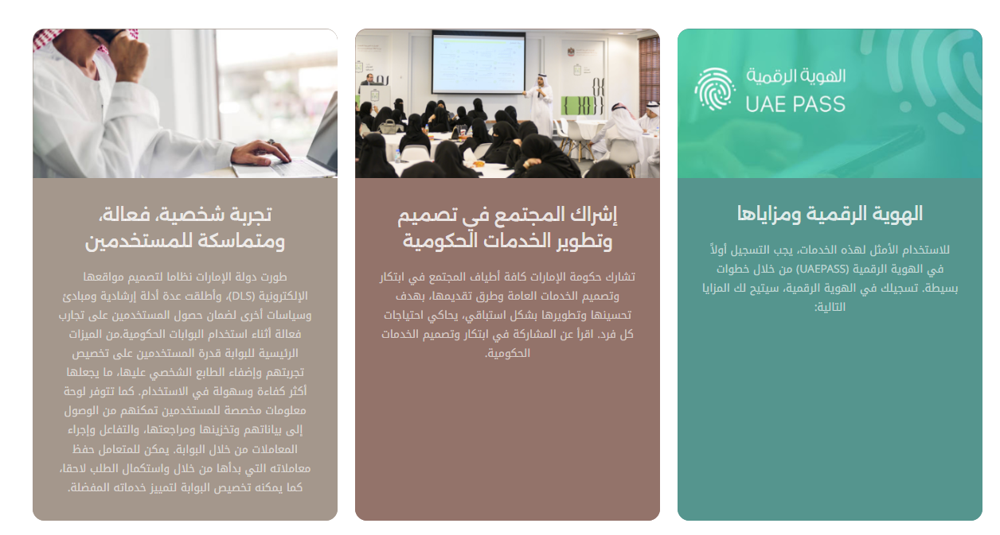 الهوية الرقمية
UAE PASS
الهوية الرقمية ومزاياها
للاستخدام الأمثل لهذه الخدمات، يجب التسجيل أولاً
في الهوية الرقمية (UAEPASS) من خلال خطوات
بسيطة. تسجيلك في الهوية الرقمية، سيتيح لك المزايا
التالية:
إشراك المجتمع في تصميم
وتطوير الخدمات الحكومية
تشارك حكومة الإمارات كافة أطياف المجتمع في ابتكار
وتصميم الخدمات العامة وطرق تقديمها، بهدف
تحسينها وتطويرها بشكل استباقي، يحاكي احتياجات
كل فرد. اقرأ عن المشاركة في ابتكار وتصميم الخدمات
الحكومية.
تجربة شخصية، فعالة،
ومتماسكة للمستخدمين
طورت دولة الإمارات نظاما لتصميم مواقعها
الإلكترونية (DLS)، وأطلقت عدة أدلة إرشادية ومبادئ
وسياسات أخرى لضمان حصول المستخدمين على تجارب
فعالة أثناء استخدام البوابات الحكومية.من الميزات
الرئيسية للبوابة قدرة المستخدمين على تخصيص
تجربتهم وإضفاء الطابع الشخصي عليها، ما يجعلها
أكثر كفاءة وسهولة في الاستخدام. كما تتوفر لوحة
معلومات مخصصة للمستخدمين تمكنهم من الوصول
إلى بياناتهم وتخزينها ومراجعتها، والتفاعل وإجراء
المعاملات من خلال البوابة. يمكن للمتعامل حفظ
معاملاته التي بدأها من خلال واستكمال الطلب لاحقا،
كما يمكنه تخصيص البوابة لتمييز خدماته المفضلة.